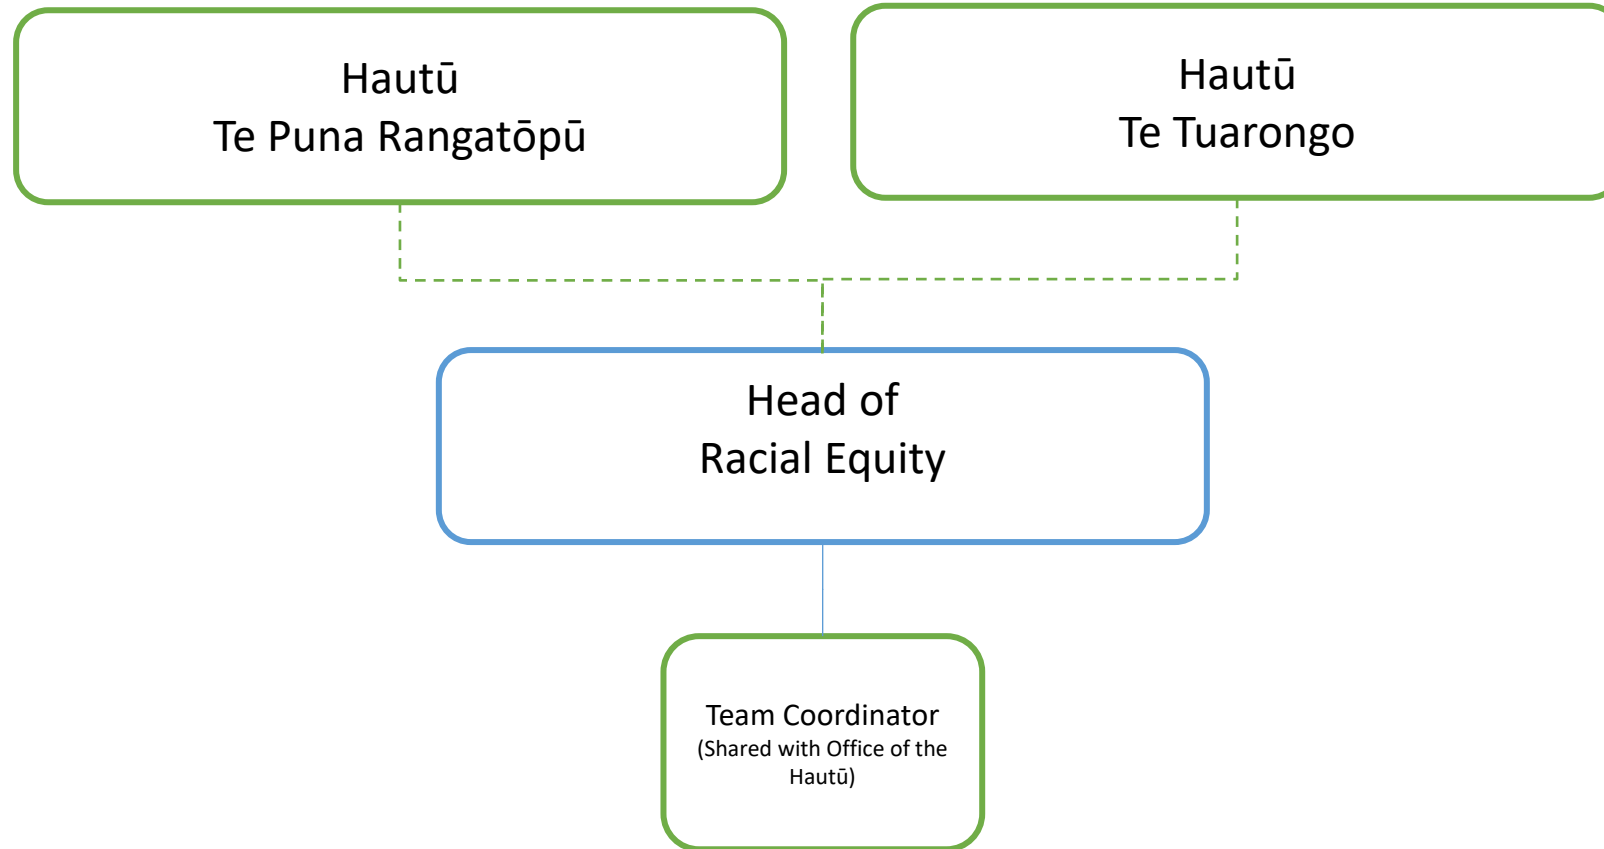 Hautū
Te Puna Rangatōpū
Hautū
Te Tuarongo
Head of
Racial Equity
Team Coordinator
(Shared with Office of the
Hautū)